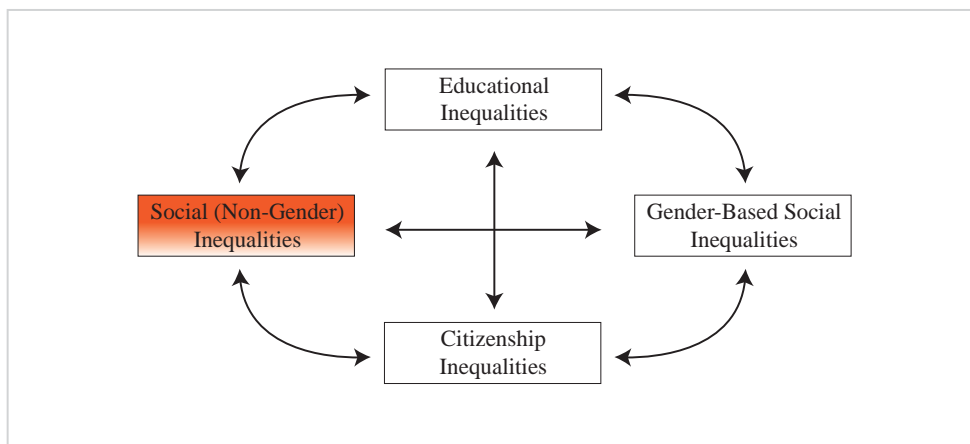 Educational
Inequalities
Social (Non-Gender)
Inequalities
Gender-Based Social
Inequalities
Citizenship
Inequalities